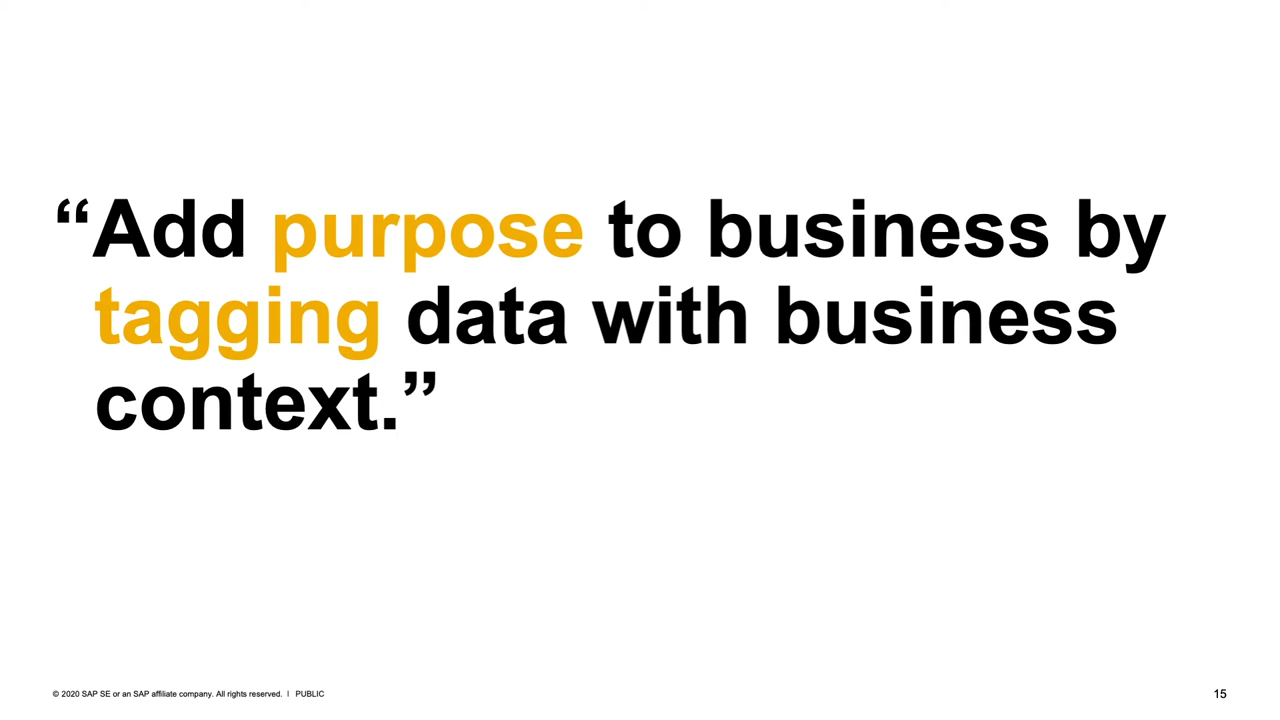 “Add purpose to business by
tagging data with business
context.”
© 2020 SAP SE or an SAP affiliate company. All rights reserved. | PUBLIC
15